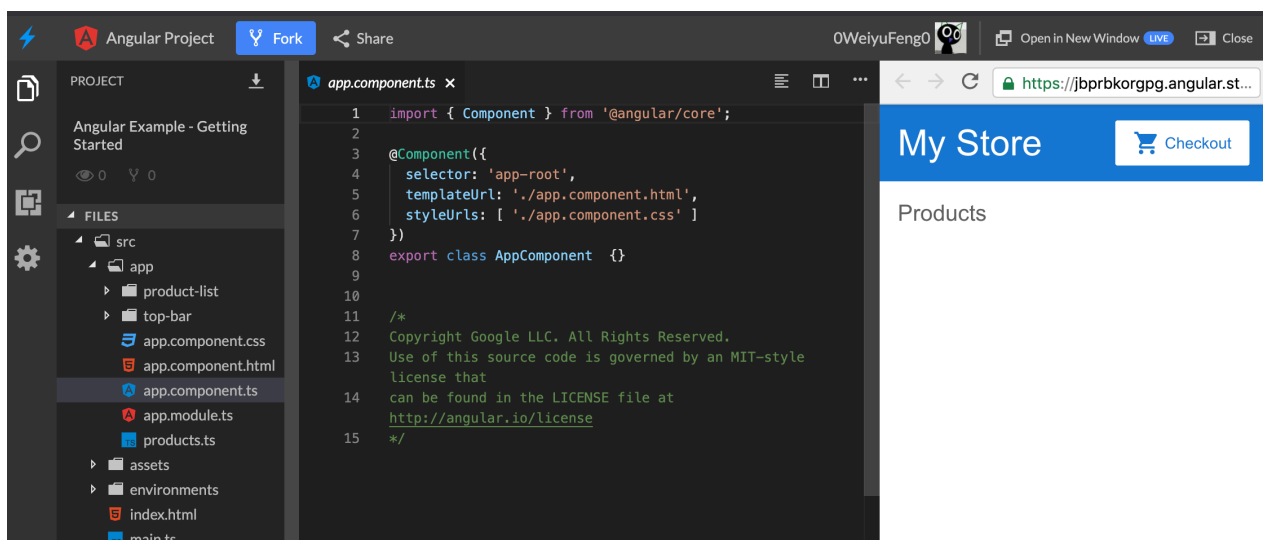 Angular Project
Fork
Share
0WeiyuFeng0
Open in New Window LIVE
Close
PROJECT
Angular Example - Getting
Started
0 0
FILES
src
app
product-list
top-bar
app.component.css
app.component.html
app.component.ts
app.module.ts
products.ts
assets
environments
index.html
main.ts
app.component.ts
1 import { Component } from '@angular/core';
2
3 @Component({
4 selector: 'app-root',
5 templateUrl: './app.component.html',
6 styleUrls: [ './app.component.css' ]
7 })
8 export class AppComponent  {}
9
10
11 /*
12 Copyright Google LLC. All Rights Reserved.
13 Use of this source code is governed by an MIT-style
license that
14 can be found in the LICENSE file at
http://angular.io/license
15 */
https://jbprbkorgpg.angular.st...
My Store
Checkout
Products